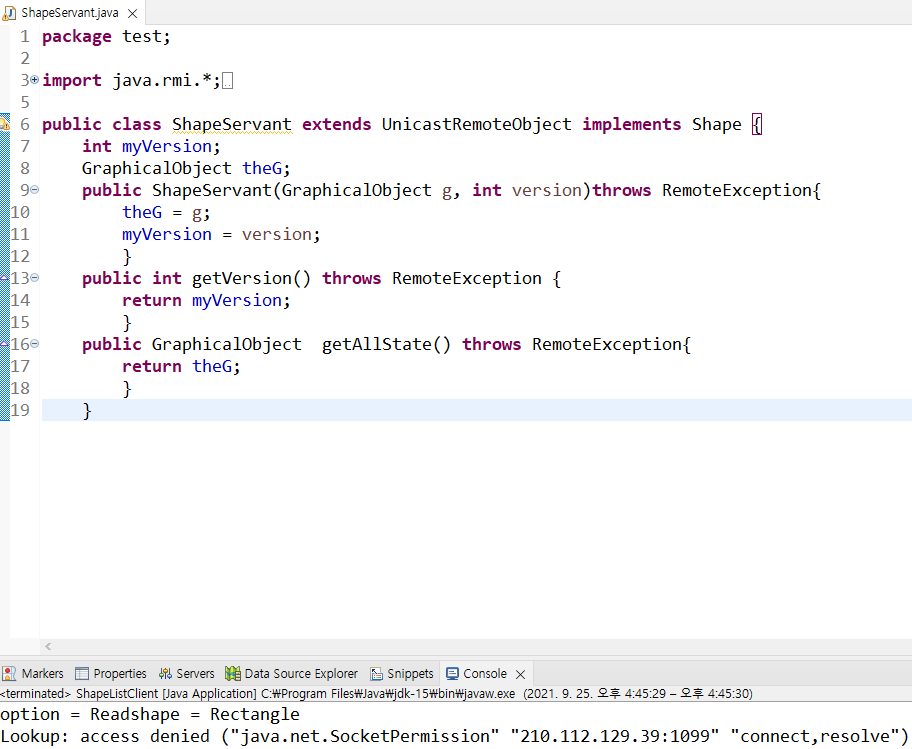 ShapeServant.java
1 package test;
2
3 import java.rmi.*;
5
6 public class ShapeServant extends UnicastRemoteObject implements Shape {
7 int myVersion;
8 GraphicalObject theG;
9 public ShapeServant(GraphicalObject g, int version)throws RemoteException{
10 theG = g;
11 myVersion = version;
12 }
13 public int getVersion() throws RemoteException {
14 return myVersion;
15 }
16 public GraphicalObject  getAllState() throws RemoteException{
17 return theG;
18 }
19 }
Markers Properties Servers Data Source Explorer Snippets Console
<terminated> ShapeListClient [Java Application] C:₩Program Files₩Java₩jdk-15₩bin₩javaw.exe (2021. 9. 25. 오후 4:45:29 – 오후 4:45:30)
option = Readshape = Rectangle
Lookup: access denied ("java.net.SocketPermission" "210.112.129.39:1099" "connect,resolve")